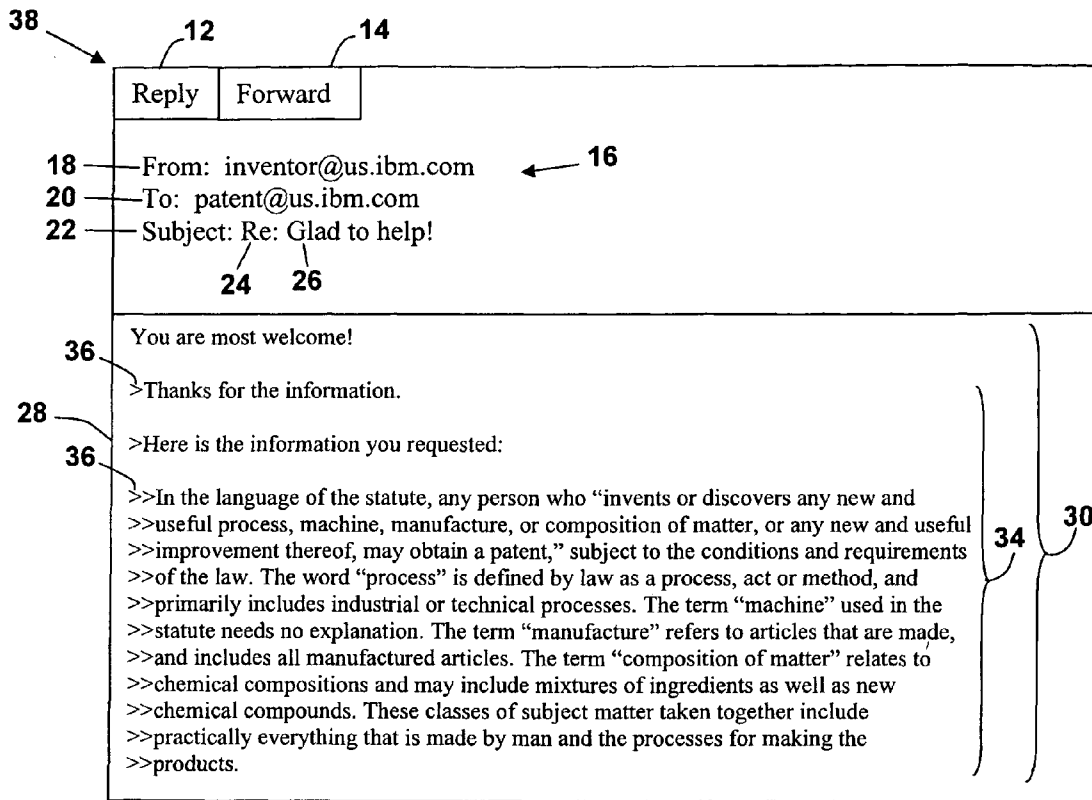 38
12
14
Reply Forward
18 From: inventor@us.ibm.com 16
20 To: patent@us.ibm.com
22 Subject: Re: Glad to help!
24 26
You are most welcome!
36
>Thanks for the information.
28
>Here is the information you requested:
36
>>In the language of the statute, any person who “invents or discovers any new and
>>useful process, machine, manufacture, or composition of matter, or any new and useful
>>improvement thereof, may obtain a patent,” subject to the conditions and requirements
>>of the law. The word “process” is defined by law as a process, act or method, and
>>primarily includes industrial or technical processes. The term “machine” used in the
>>statute needs no explanation. The term “manufacture” refers to articles that are made,
>>and includes all manufactured articles. The term “composition of matter” relates to
>>chemical compositions and may include mixtures of ingredients as well as new
>>chemical compounds. These classes of subject matter taken together include
>>practically everything that is made by man and the processes for making the
>>products.
34
30